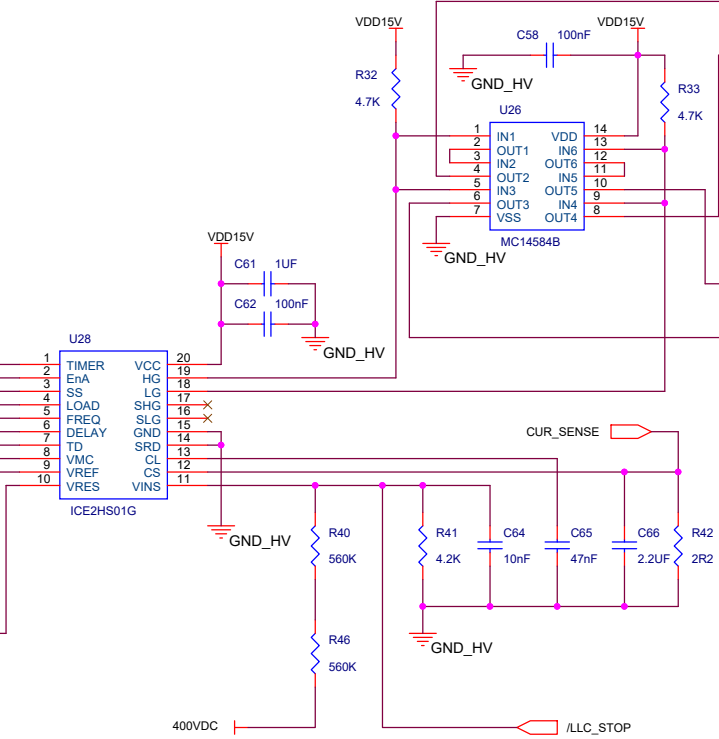 VDD15V
C58 100nF
VDD15V
R32
4.7K
GND_HV
R33
4.7K
U26
1 IN1 VDD 14
2 OUT1 IN6 13
3 IN2 OUT6 12
4 OUT2 IN5 11
5 IN3 OUT5 10
6 OUT3 IN4 9
7 VSS OUT4 8
MC14584B
GND_HV
VDD15V
C61 1UF
C62 100nF
GND_HV
U28
1 TIMER VCC 20
2 EnA HG 19
3 SS LG 18
4 LOAD SHG 17
5 FREQ SLG 16
6 DELAY GND 15
7 TD SRD 14
8 VMC CL 13
9 VREF CS 12
10 VRES VINS 11
ICE2HS01G
CUR_SENSE
GND_HV
R40
560K
R41
4.2K
C64
10nF
C65
47nF
C66
2.2UF
R42
2R2
GND_HV
R46
560K
400VDC
/LLC_STOP